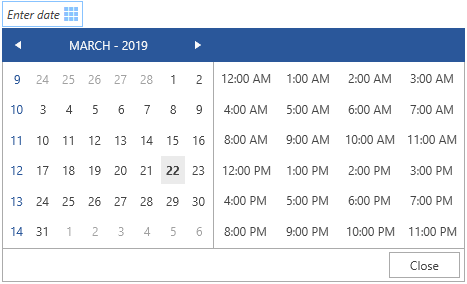 Enter date
MARCH - 2019
9 24 25 26 27 28 1 2 12:00 AM 1:00 AM 2:00 AM 3:00 AM
10 3 4 5 6 7 8 9 4:00 AM 5:00 AM 6:00 AM 7:00 AM
11 10 11 12 13 14 15 16 8:00 AM 9:00 AM 10:00 AM 11:00 AM
12 17 18 19 20 21 22 23 12:00 PM 1:00 PM 2:00 PM 3:00 PM
13 24 25 26 27 28 29 30 4:00 PM 5:00 PM 6:00 PM 7:00 PM
14 31 1 2 3 4 5 6 8:00 PM 9:00 PM 10:00 PM 11:00 PM
Close